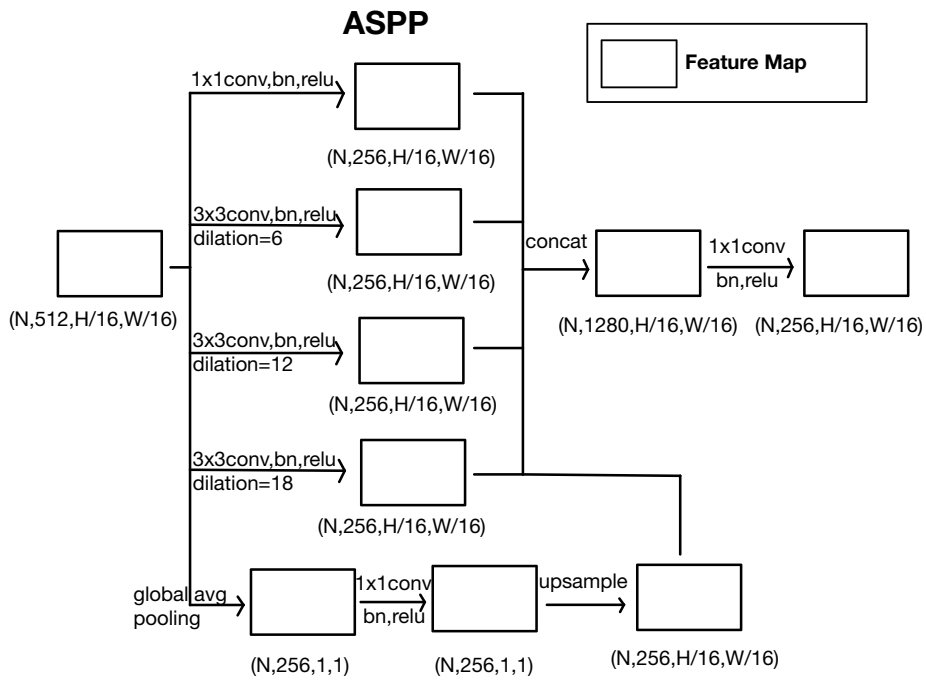 ASPP
Feature Map
1x1conv,bn,relu
(N,256,H/16,W/16)
3x3conv,bn,relu
dilation=6
(N,256,H/16,W/16)
(N,512,H/16,W/16)
concat
(N,1280,H/16,W/16)
1x1conv
bn,relu
(N,256,H/16,W/16)
3x3conv,bn,relu
dilation=12
(N,256,H/16,W/16)
3x3conv,bn,relu
dilation=18
(N,256,H/16,W/16)
global avg
pooling
(N,256,1,1)
1x1conv
bn,relu
(N,256,1,1)
upsample
(N,256,H/16,W/16)